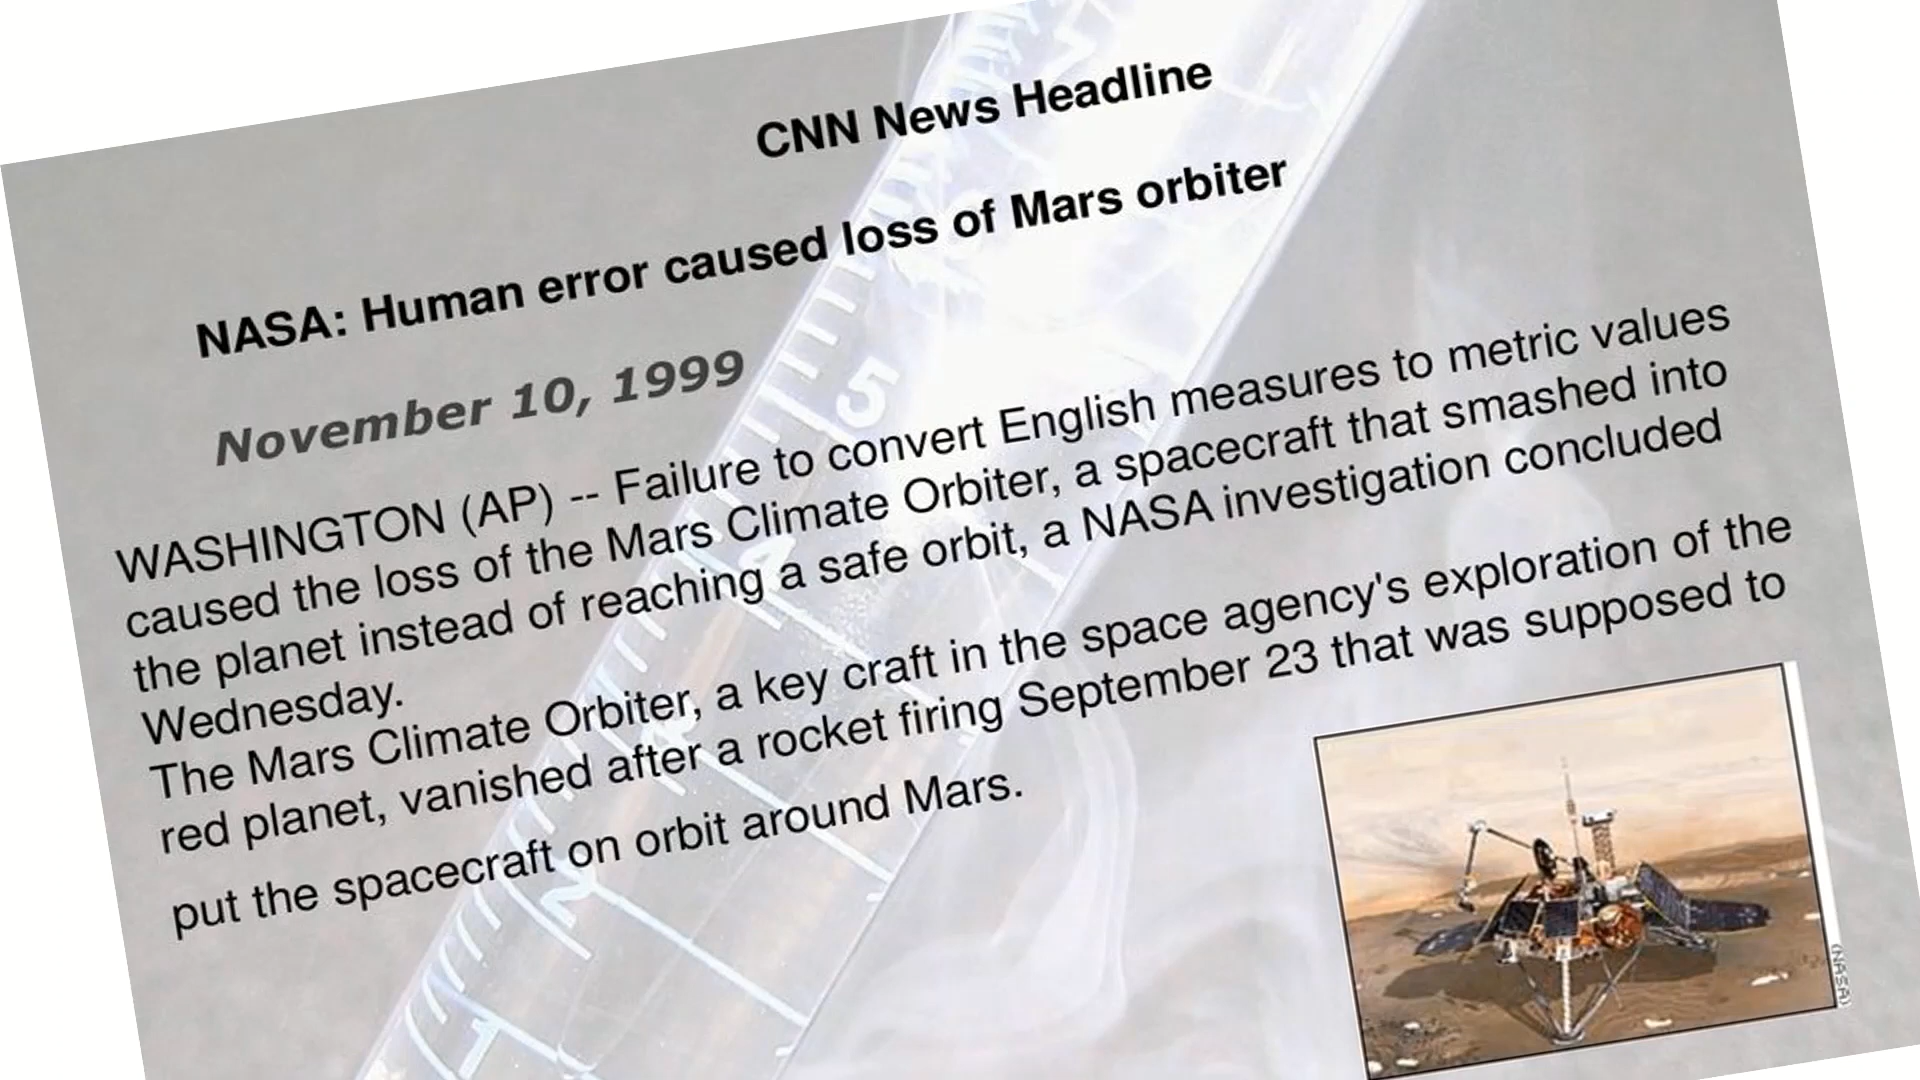 CNN News Headline
NASA: Human error caused loss of Mars orbiter
November 10, 1999
WASHINGTON (AP) -- Failure to convert English measures to metric values
caused the loss of the Mars Climate Orbiter, a spacecraft that smashed into
the planet instead of reaching a safe orbit, a NASA investigation concluded
Wednesday.
The Mars Climate Orbiter, a key craft in the space agency's exploration of the
red planet, vanished after a rocket firing September 23 that was supposed to
put the spacecraft on orbit around Mars.
(NASA)
5
4
2
1